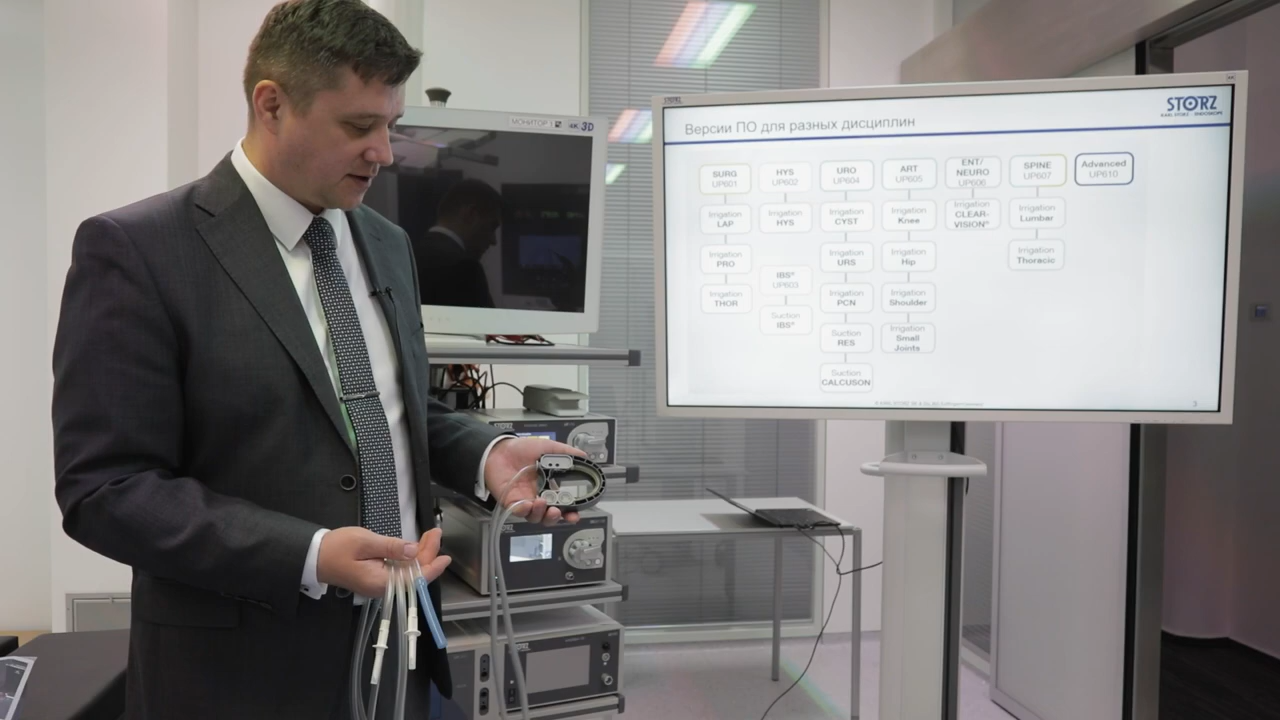 МОНИТОР 1 4K 3D
STORZ
STORZ
KARL STORZ - ENDOSKOPE
Версии ПО для разных дисциплин
SURG
UP601
Irrigation
LAP
Irrigation
PRO
Irrigation
THOR
HYS
UP602
Irrigation
HYS
IBS®
UP603
Suction
IBS®
URO
UP604
Irrigation
CYST
Irrigation
URS
Irrigation
PCN
Suction
RES
Suction
CALCUSON
ART
UP605
Irrigation
Knee
Irrigation
Hip
Irrigation
Shoulder
Irrigation
Small
Joints
ENT/
NEURO
UP606
CLEAR-
VISION®
SPINE
UP607
Irrigation
Lumbar
Irrigation
Thoracic
Advanced
UP610
3
STORZ
STORZ